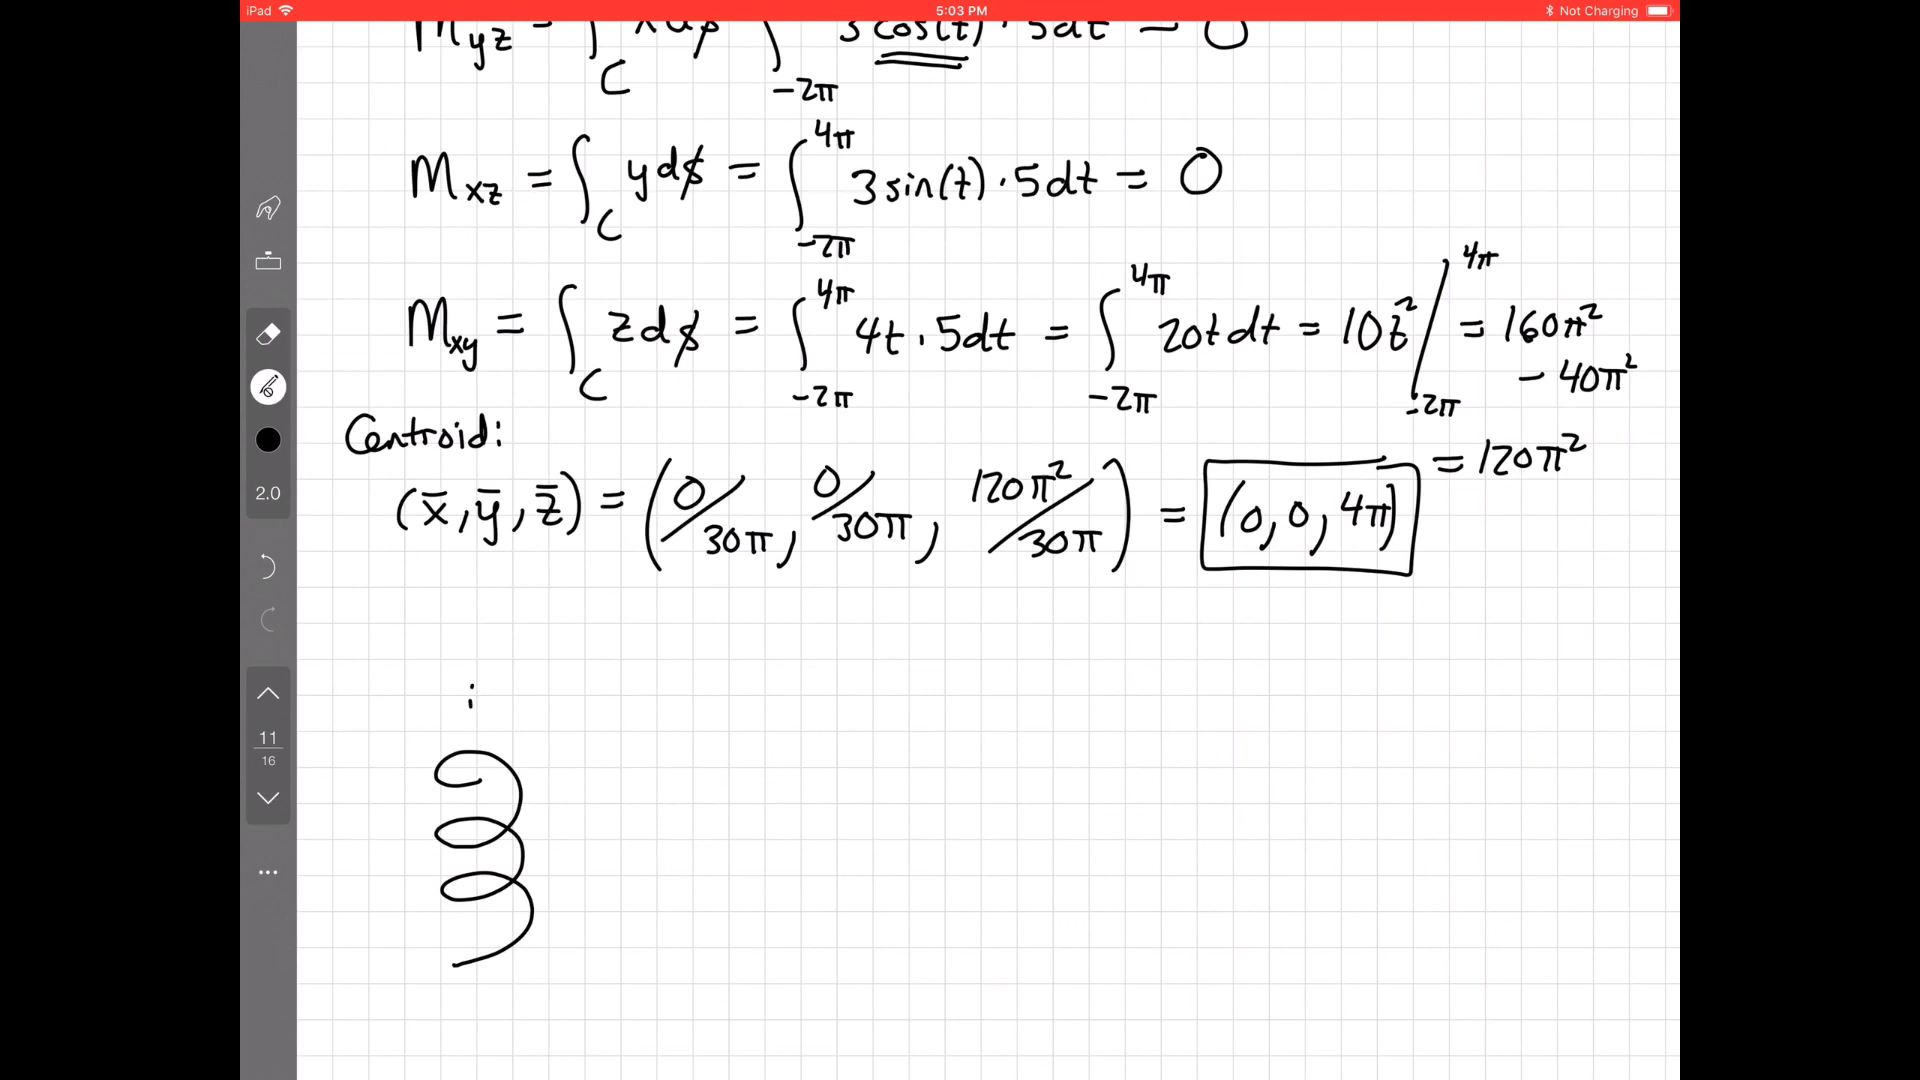 iPad 5:03 PM Not Charging
M_yz = ∫_C x ds ∫_{-2π} 3 cos(t) · 5dt = 0
M_xz = ∫_C y ds = ∫_{-2π}^{4π} 3 sin(t) · 5dt = 0
M_xy = ∫_C z ds = ∫_{-2π}^{4π} 4t · 5dt = ∫_{-2π}^{4π} 20t dt = 10t² |_{-2π}^{4π} = 160π²
- 40π²
= 120π²
Centroid:
(x̄, ȳ, z̄) = (0/30π, 0/30π, 120π²/30π) = (0, 0, 4π)
2.0
11
16